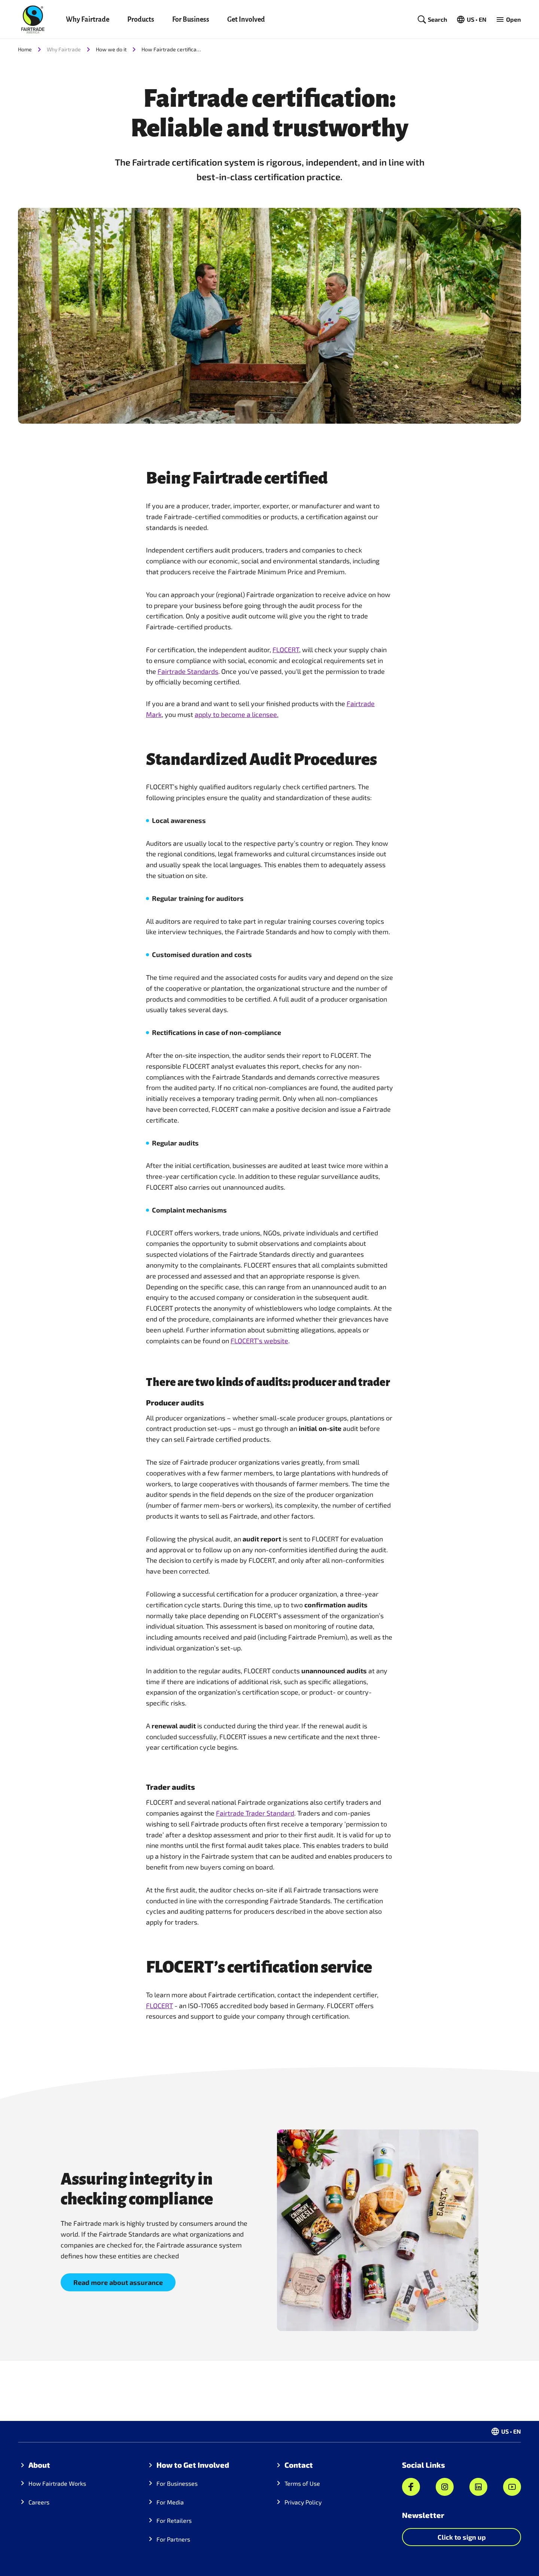 FAIRTRADE
Why Fairtrade
Products
For Business
Get Involved
Search
US • EN
Open
Home
Why Fairtrade
How we do it
How Fairtrade certifica...
Fairtrade certification:
Reliable and trustworthy
The Fairtrade certification system is rigorous, independent, and in line with
best-in-class certification practice.
Being Fairtrade certified
If you are a producer, trader, importer, exporter, or manufacturer and want to
trade Fairtrade-certified commodities or products, a certification against our
standards is needed.
Independent certifiers audit producers, traders and companies to check
compliance with our economic, social and environmental standards, including
that producers receive the Fairtrade Minimum Price and Premium.
You can approach your (regional) Fairtrade organization to receive advice on how
to prepare your business before going through the audit process for the
certification. Only a positive audit outcome will give you the right to trade
Fairtrade-certified products.
For certification, the independent auditor, FLOCERT, will check your supply chain
to ensure compliance with social, economic and ecological requirements set in
the Fairtrade Standards. Once you've passed, you'll get the permission to trade
by officially becoming certified.
If you are a brand and want to sell your finished products with the Fairtrade
Mark, you must apply to become a licensee.
Standardized Audit Procedures
FLOCERT's highly qualified auditors regularly check certified partners. The
following principles ensure the quality and standardization of these audits:
• Local awareness
Auditors are usually local to the respective party's country or region. They know
the regional conditions, legal frameworks and cultural circumstances inside out
and usually speak the local languages. This enables them to adequately assess
the situation on site.
• Regular training for auditors
All auditors are required to take part in regular training courses covering topics
like interview techniques, the Fairtrade Standards and how to comply with them.
• Customised duration and costs
The time required and the associated costs for audits vary and depend on the size
of the cooperative or plantation, the organizational structure and the number of
products and commodities to be certified. A full audit of a producer organisation
usually takes several days.
• Rectifications in case of non-compliance
After the on-site inspection, the auditor sends their report to FLOCERT. The
responsible FLOCERT analyst evaluates this report, checks for any non-
compliances with the Fairtrade Standards and demands corrective measures
from the audited party. If no critical non-compliances are found, the audited party
initially receives a temporary trading permit. Only when all non-compliances
have been corrected, FLOCERT can make a positive decision and issue a Fairtrade
certificate.
• Regular audits
After the initial certification, businesses are audited at least twice more within a
three-year certification cycle. In addition to these regular surveillance audits,
FLOCERT also carries out unannounced audits.
• Complaint mechanisms
FLOCERT offers workers, trade unions, NGOs, private individuals and certified
companies the opportunity to submit observations and complaints about
suspected violations of the Fairtrade Standards directly and guarantees
anonymity to the complainants. FLOCERT ensures that all complaints submitted
are processed and assessed and that an appropriate response is given.
Depending on the specific case, this can range from an unannounced audit to an
enquiry to the accused company or consideration in the subsequent audit.
FLOCERT protects the anonymity of whistleblowers who lodge complaints. At the
end of the procedure, complainants are informed whether their grievances have
been upheld. Further information about submitting allegations, appeals or
complaints can be found on FLOCERT's website.
There are two kinds of audits: producer and trader
Producer audits
All producer organizations – whether small-scale producer groups, plantations or
contract production set-ups – must go through an initial on-site audit before
they can sell Fairtrade certified products.
The size of Fairtrade producer organizations varies greatly, from small
cooperatives with a few farmer members, to large plantations with hundreds of
workers, to large cooperatives with thousands of farmer members. The time the
auditor spends in the field depends on the size of the producer organization
(number of farmer mem-bers or workers), its complexity, the number of certified
products it wants to sell as Fairtrade, and other factors.
Following the physical audit, an audit report is sent to FLOCERT for evaluation
and approval or to follow up on any non-conformities identified during the audit.
The decision to certify is made by FLOCERT, and only after all non-conformities
have been corrected.
Following a successful certification for a producer organization, a three-year
certification cycle starts. During this time, up to two confirmation audits
normally take place depending on FLOCERT's assessment of the organization's
individual situation. This assessment is based on monitoring of routine data,
including amounts received and paid (including Fairtrade Premium), as well as the
individual organization's set-up.
In addition to the regular audits, FLOCERT conducts unannounced audits at any
time if there are indications of additional risk, such as specific allegations,
expansion of the organization's certification scope, or product- or country-
specific risks.
A renewal audit is conducted during the third year. If the renewal audit is
concluded successfully, FLOCERT issues a new certificate and the next three-
year certification cycle begins.
Trader audits
FLOCERT and several national Fairtrade organizations also certify traders and
companies against the Fairtrade Trader Standard. Traders and com-panies
wishing to sell Fairtrade products often first receive a temporary 'permission to
trade' after a desktop assessment and prior to their first audit. It is valid for up to
nine months until the first formal audit takes place. This enables traders to build
up a history in the Fairtrade system that can be audited and enables producers to
benefit from new buyers coming on board.
At the first audit, the auditor checks on-site if all Fairtrade transactions were
conducted in line with the corresponding Fairtrade Standards. The certification
cycles and auditing patterns for producers described in the above section also
apply for traders.
FLOCERT's certification service
To learn more about Fairtrade certification, contact the independent certifier,
FLOCERT - an ISO-17065 accredited body based in Germany. FLOCERT offers
resources and support to guide your company through certification.
Assuring integrity in
checking compliance
The Fairtrade mark is highly trusted by consumers around the
world. If the Fairtrade Standards are what organizations and
companies are checked for, the Fairtrade assurance system
defines how these entities are checked
Read more about assurance
BARISTA
US • EN
About
How Fairtrade Works
Careers
How to Get Involved
For Businesses
For Media
For Retailers
For Partners
Contact
Terms of Use
Privacy Policy
Social Links
Newsletter
Click to sign up